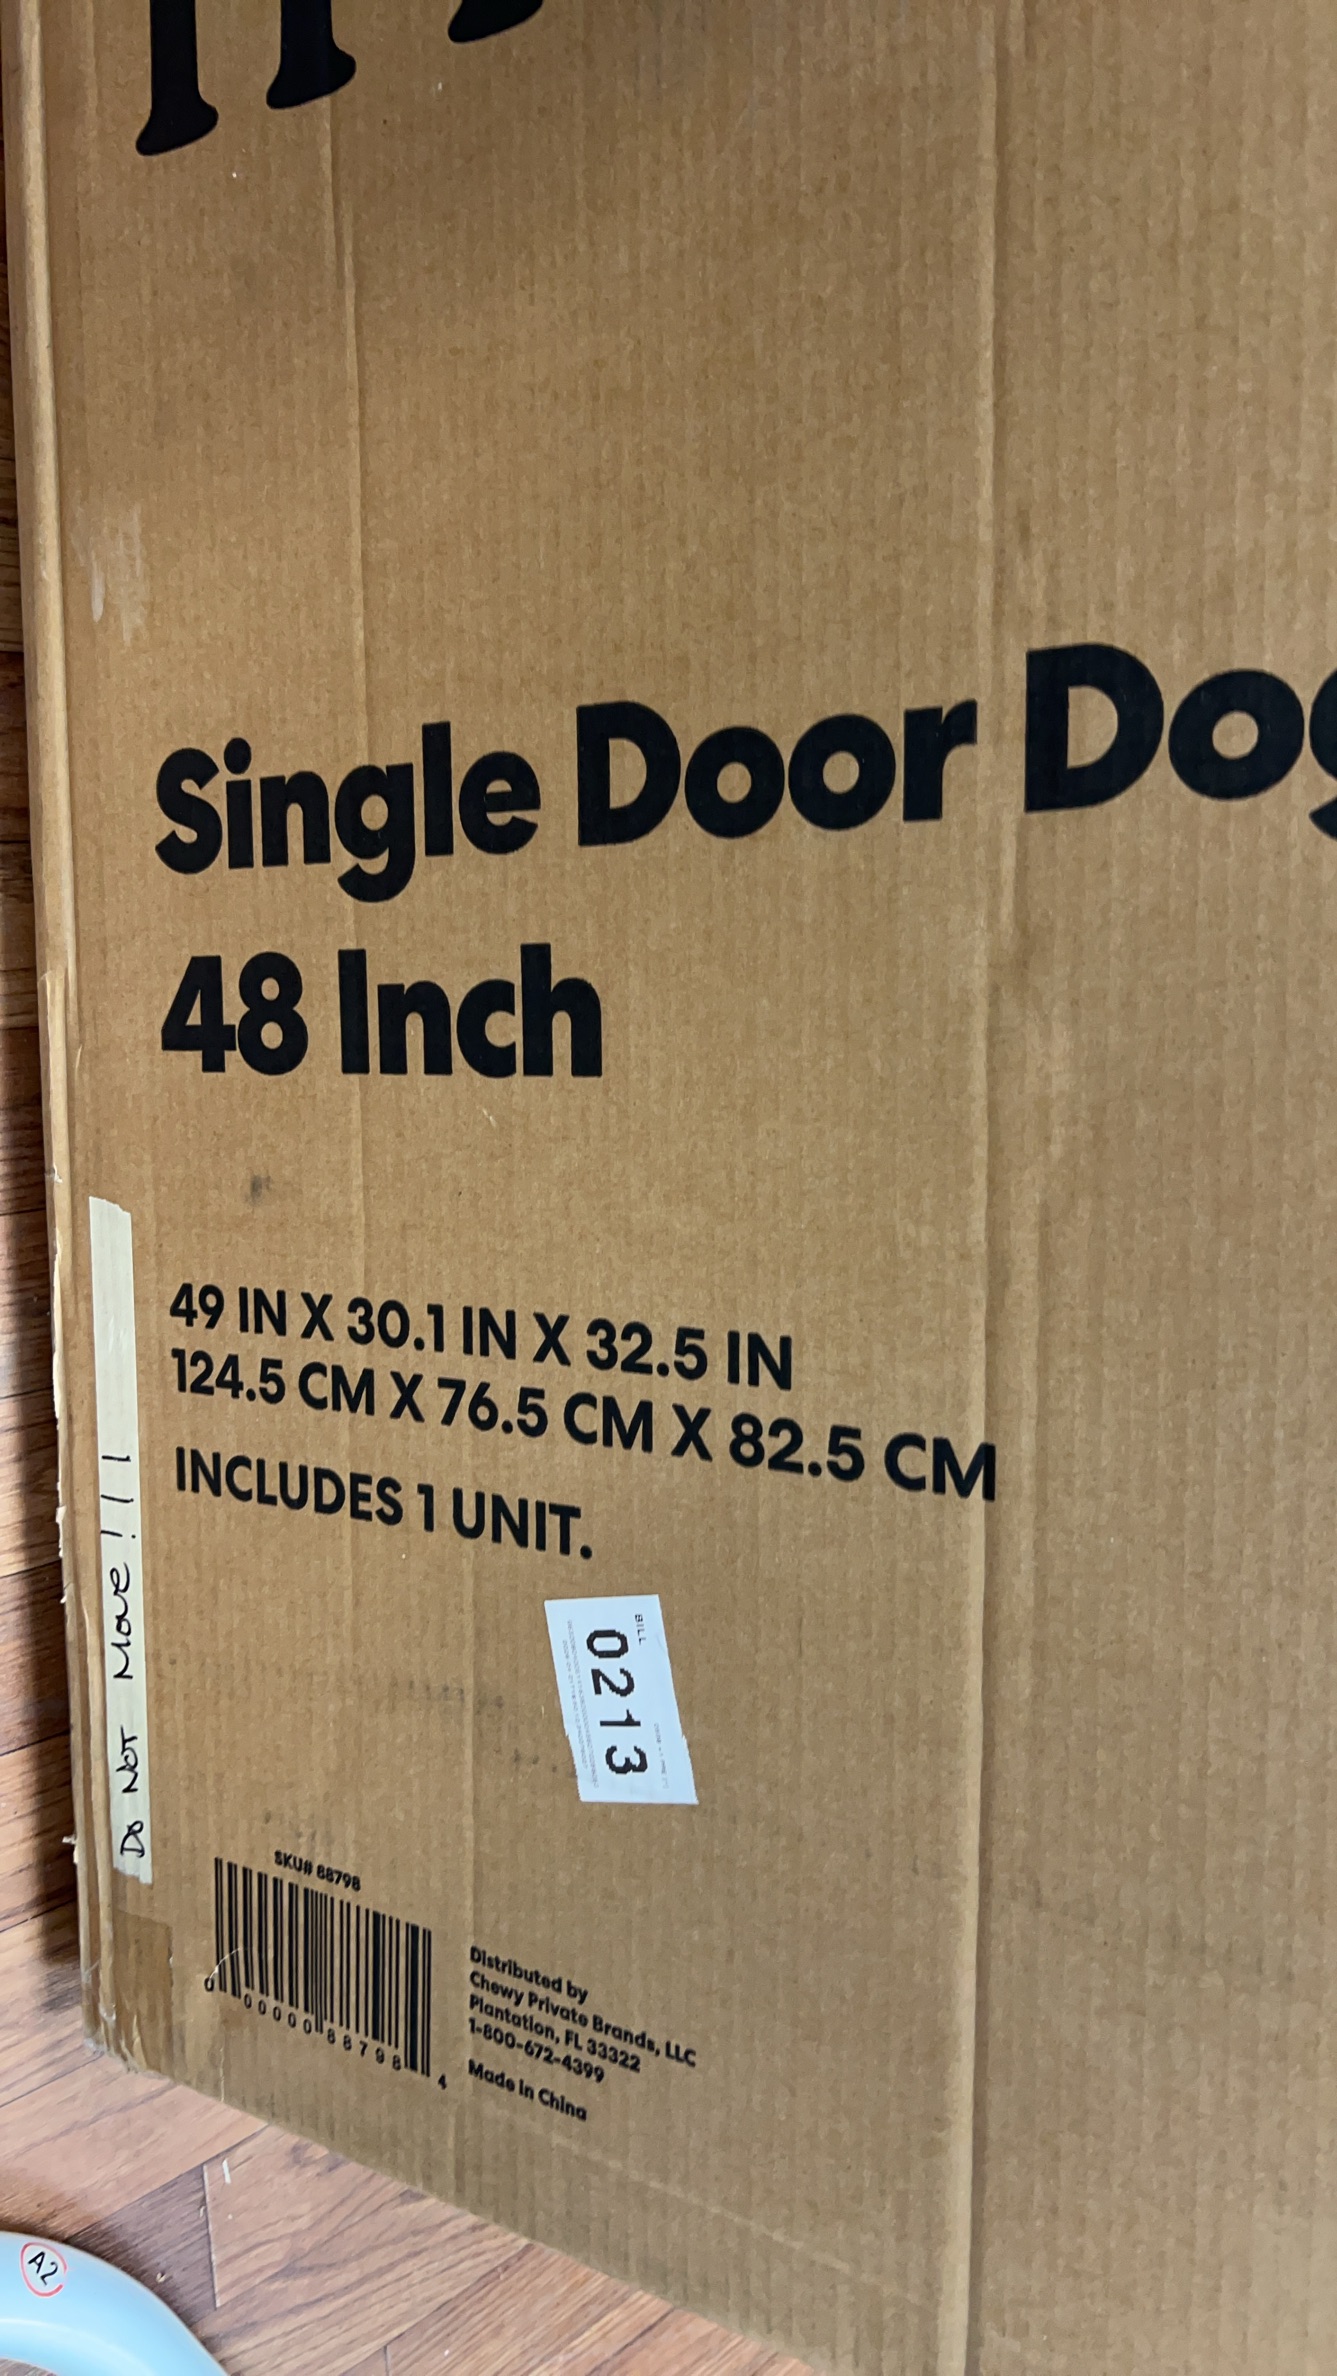 Single Door Dog
48 Inch
49 IN X 30.1 IN X 32.5 IN
124.5 CM X 76.5 CM X 82.5 CM
INCLUDES 1 UNIT.
Do Not Move!!!
BILL
0213
SKU# 88798
0 00000 88798 4
Distributed by
Chewy Private Brands, LLC
Plantation, FL 33322
1-800-672-4399
Made in China
A2